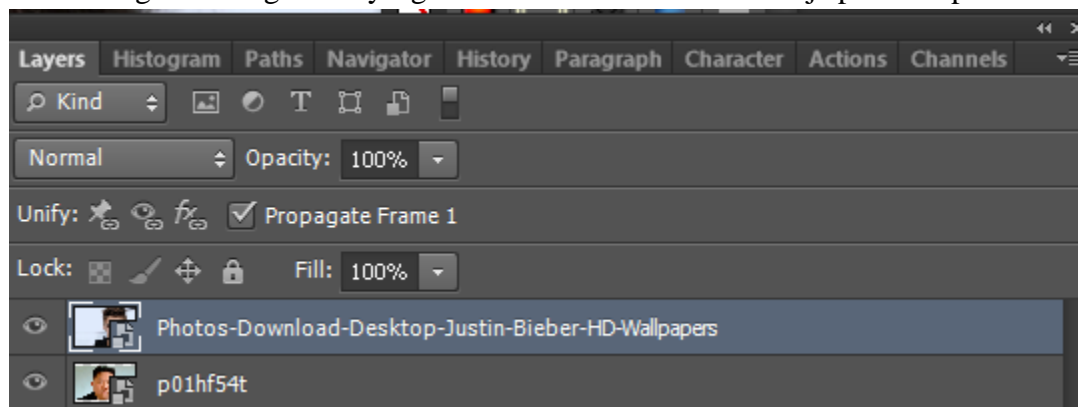 Layers Histogram Paths Navigator History Paragraph Character Actions Channels
Kind T
Normal Opacity: 100%
Unify: fx Propagate Frame 1
Lock: Fill: 100%
Photos-Download-Desktop-Justin-Bieber-HD-Wallpapers
p01hf54t